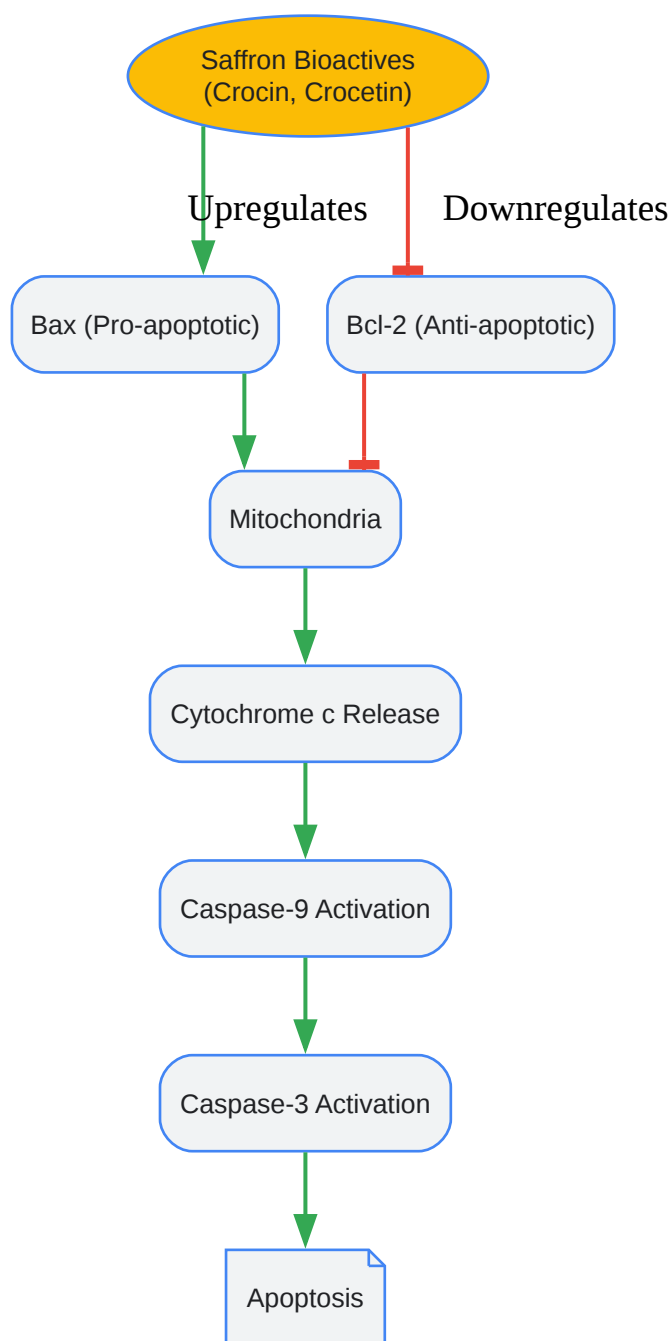 Saffron Bioactives
(Crocin, Crocetin)
Upregulates
Downregulates
Bax (Pro-apoptotic)
Bcl-2 (Anti-apoptotic)
Mitochondria
Cytochrome c Release
Caspase-9 Activation
Caspase-3 Activation
Apoptosis